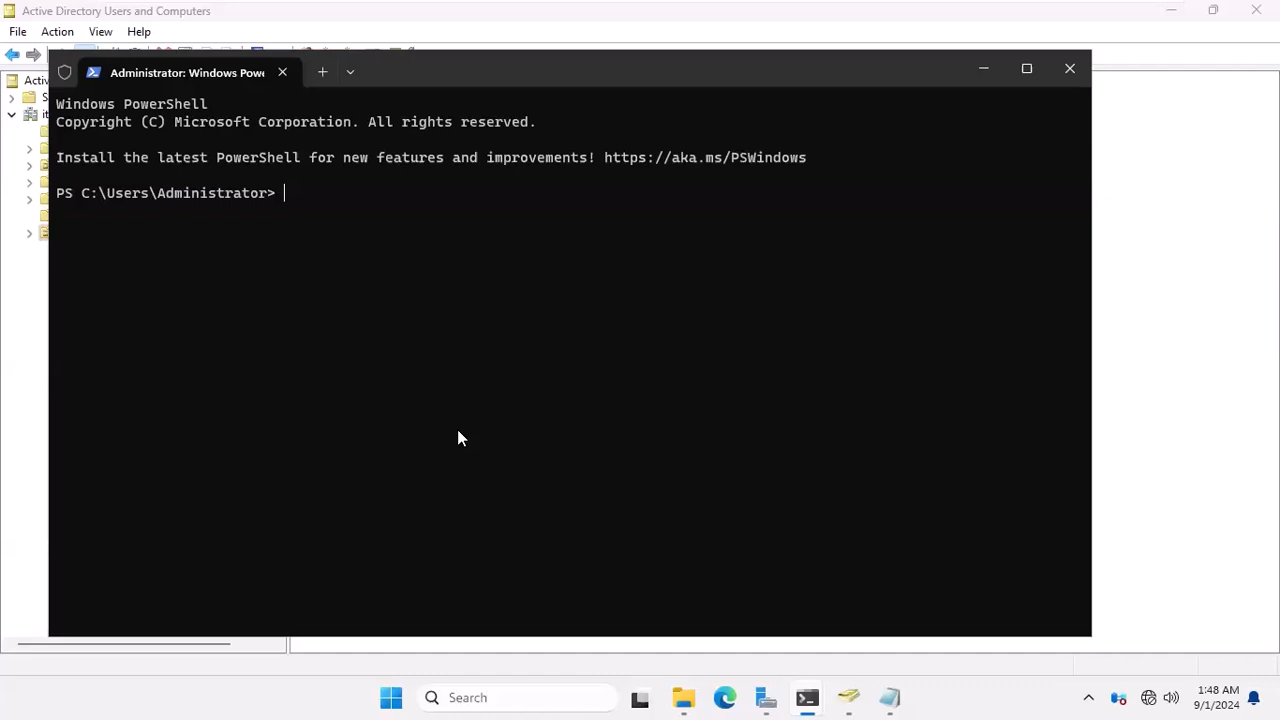 Active Directory Users and Computers
File Action View Help
Administrator: Windows Powe
Windows PowerShell
Copyright (C) Microsoft Corporation. All rights reserved.
Install the latest PowerShell for new features and improvements! https://aka.ms/PSWindows
PS C:\Users\Administrator>
Activ
S
it
Search
1:48 AM
9/1/2024